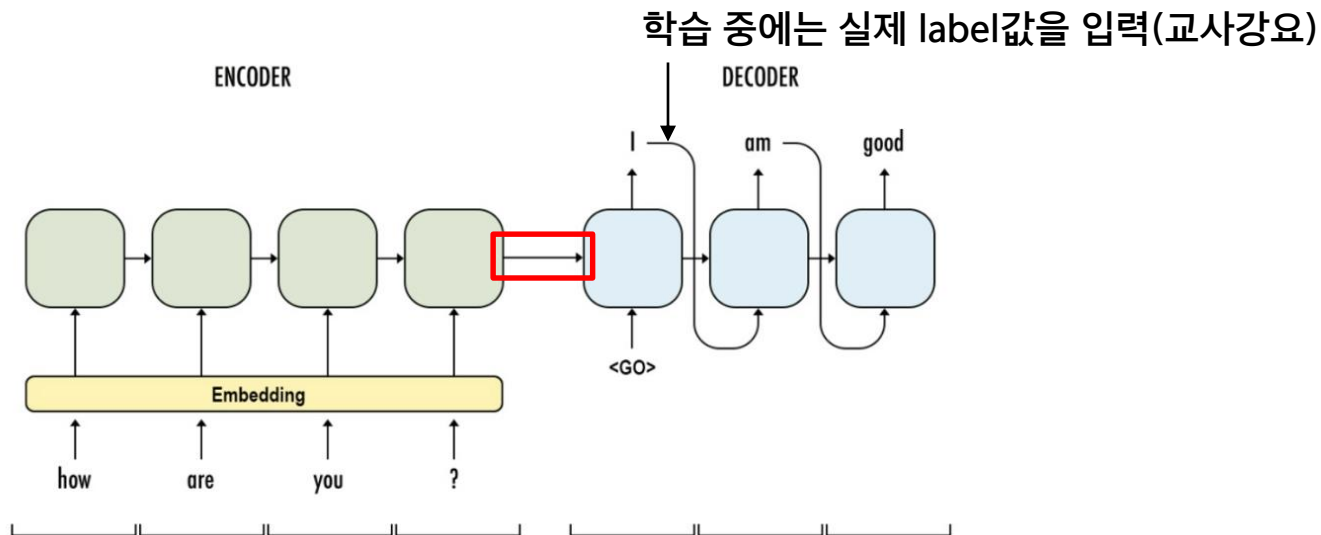 학습 중에는 실제 label값을 입력(교사강요)
ENCODER
DECODER
I am good
<GO>
Embedding
how are you ?